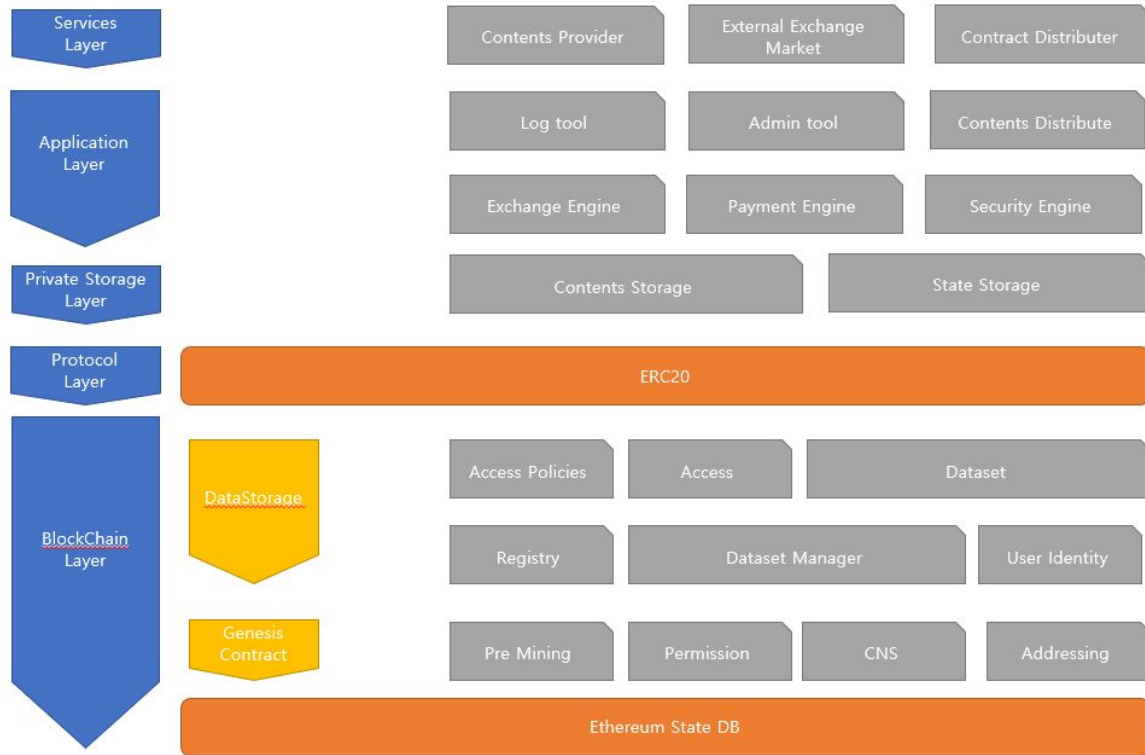 Services
Layer
Contents Provider
External Exchange
Market
Contract Distributer
Application
Layer
Log tool
Admin tool
Contents Distribute
Exchange Engine
Payment Engine
Security Engine
Private Storage
Layer
Contents Storage
State Storage
Protocol
Layer
ERC20
BlockChain
Layer
DataStorage
Access Policies
Access
Dataset
Registry
Dataset Manager
User Identity
Genesis
Contract
Pre Mining
Permission
CNS
Addressing
Ethereum State DB